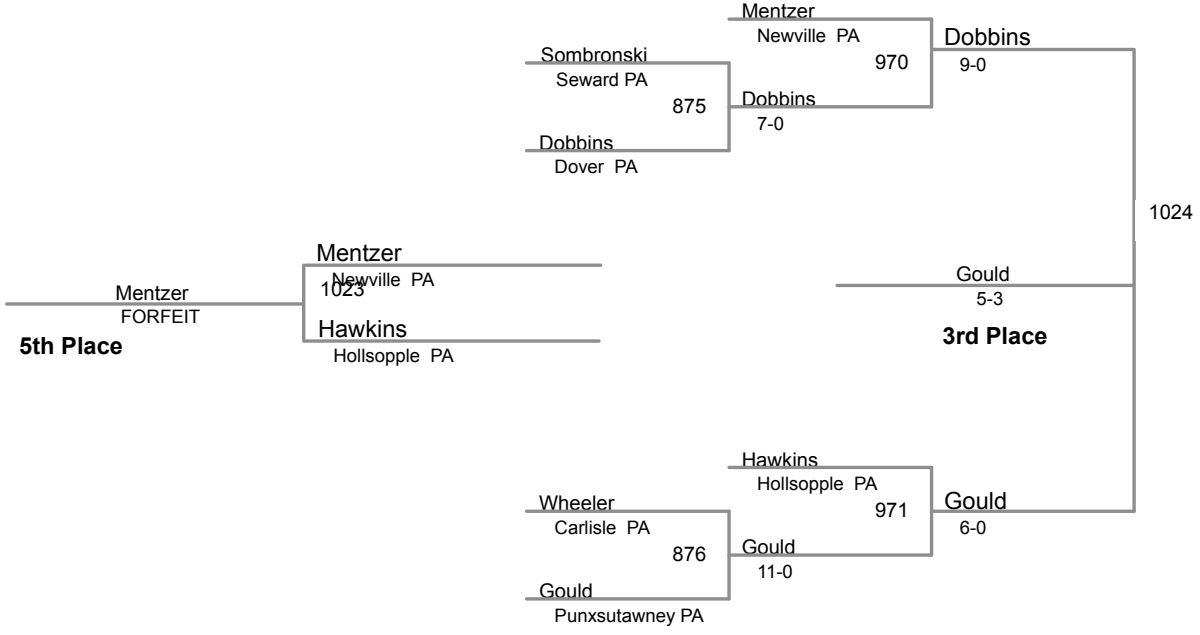 Mentzer
Newville PA
Dobbins
9-0
970
Sombronski
Seward PA
875
Dobbins
7-0
Dobbins
Dover PA
1024
Mentzer
Newville PA
1023
Mentzer
FORFEIT
5th Place
Hawkins
Hollsopple PA
Gould
5-3
3rd Place
Hawkins
Hollsopple PA
971
Gould
6-0
Wheeler
Carlisle PA
876
Gould
11-0
Gould
Punxsutawney PA